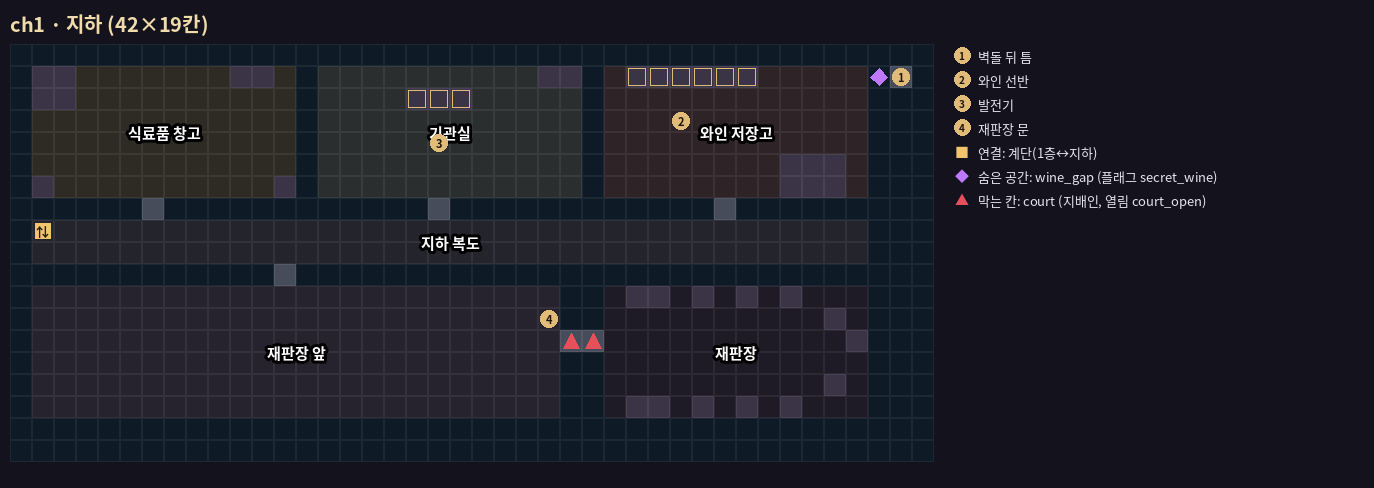 ch1 · 지하 (42×19칸)
1 벽돌 뒤 틈
2 와인 선반
3 발전기
4 재판장 문
연결: 계단(1층↔지하)
숨은 공간: wine_gap (플래그 secret_wine)
막는 칸: court (지배인, 열림 court_open)
1
2
식료품 창고
기관실
와인 저장고
3
지하 복도
4
재판장 앞
재판장